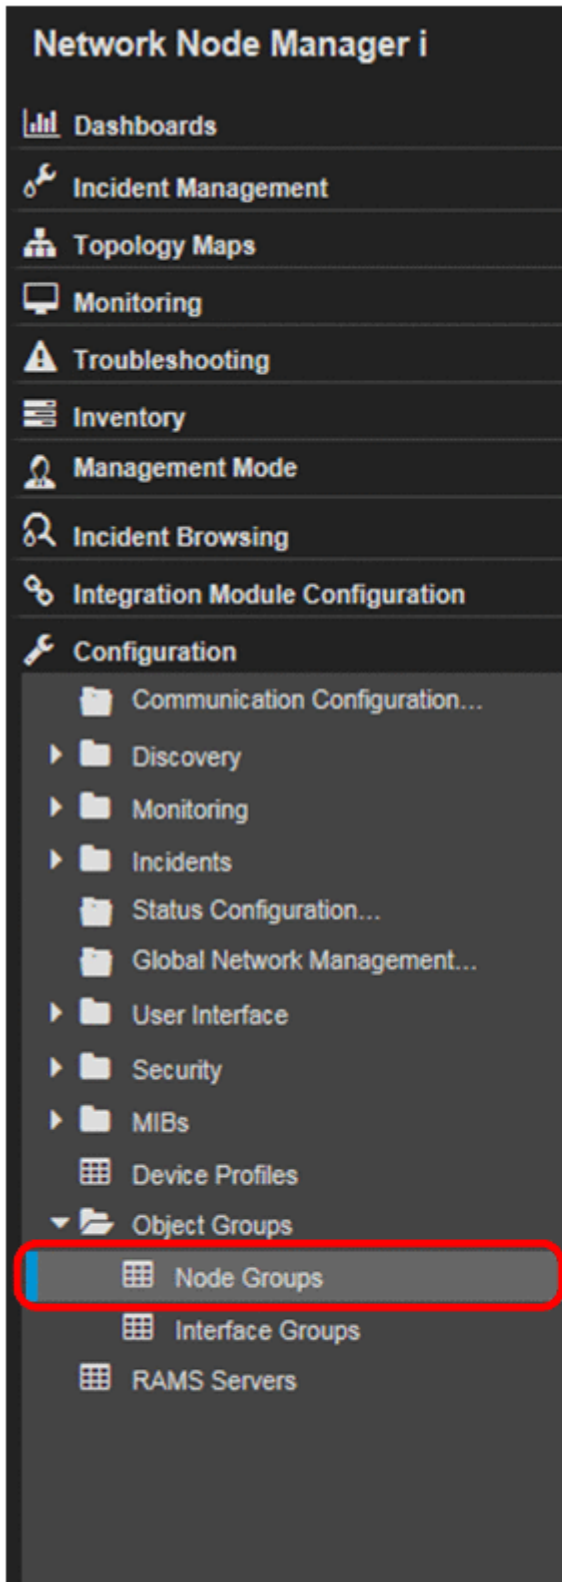 Network Node Manager i
Dashboards
Incident Management
Topology Maps
Monitoring
Troubleshooting
Inventory
Management Mode
Incident Browsing
Integration Module Configuration
Configuration
Communication Configuration...
Discovery
Monitoring
Incidents
Status Configuration...
Global Network Management...
User Interface
Security
MIBs
Device Profiles
Object Groups
Node Groups
Interface Groups
RAMS Servers